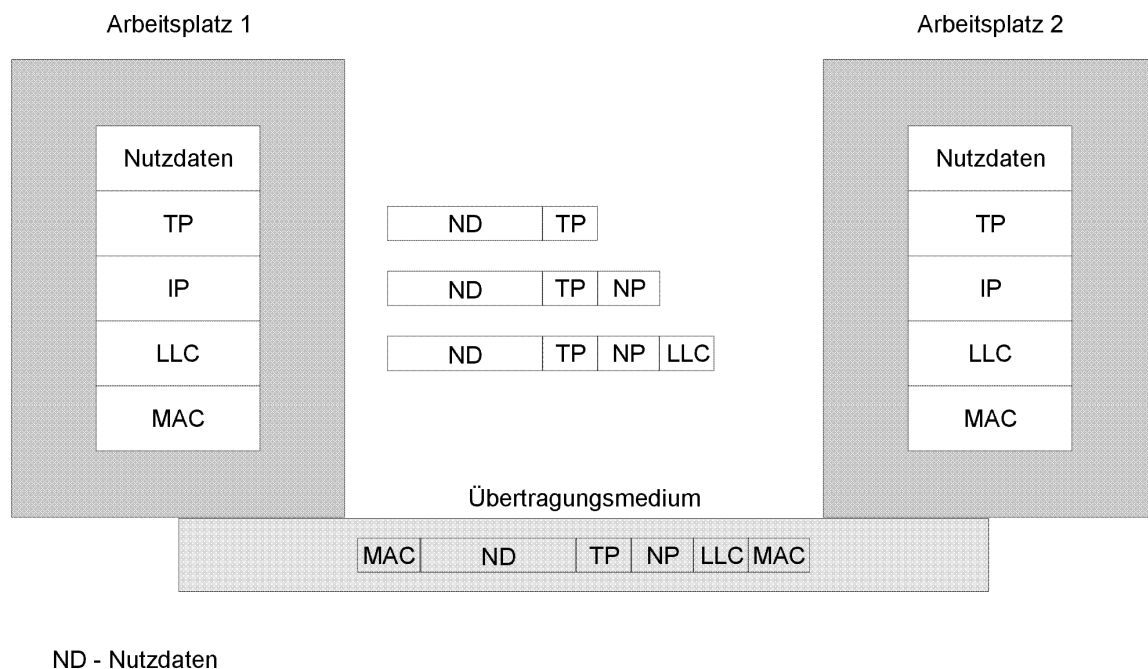 Arbeitsplatz 1
Arbeitsplatz 2
Nutzdaten
TP
IP
LLC
MAC
ND TP
ND TP NP
ND TP NP LLC
Nutzdaten
TP
IP
LLC
MAC
Übertragungsmedium
MAC ND TP NP LLC MAC
ND - Nutzdaten